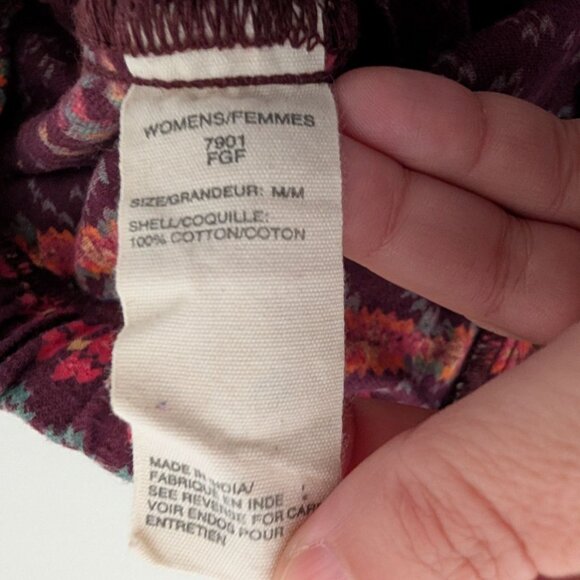 WOMENS/FEMMES
7901
FGF
SIZE/GRANDEUR: M/M
SHELL/COQUILLE:
100% COTTON/COTON
MADE IN INDIA/
FABRIQUE EN INDE
SEE REVERSE FOR CARE
VOIR ENDOS POUR
ENTRETIEN